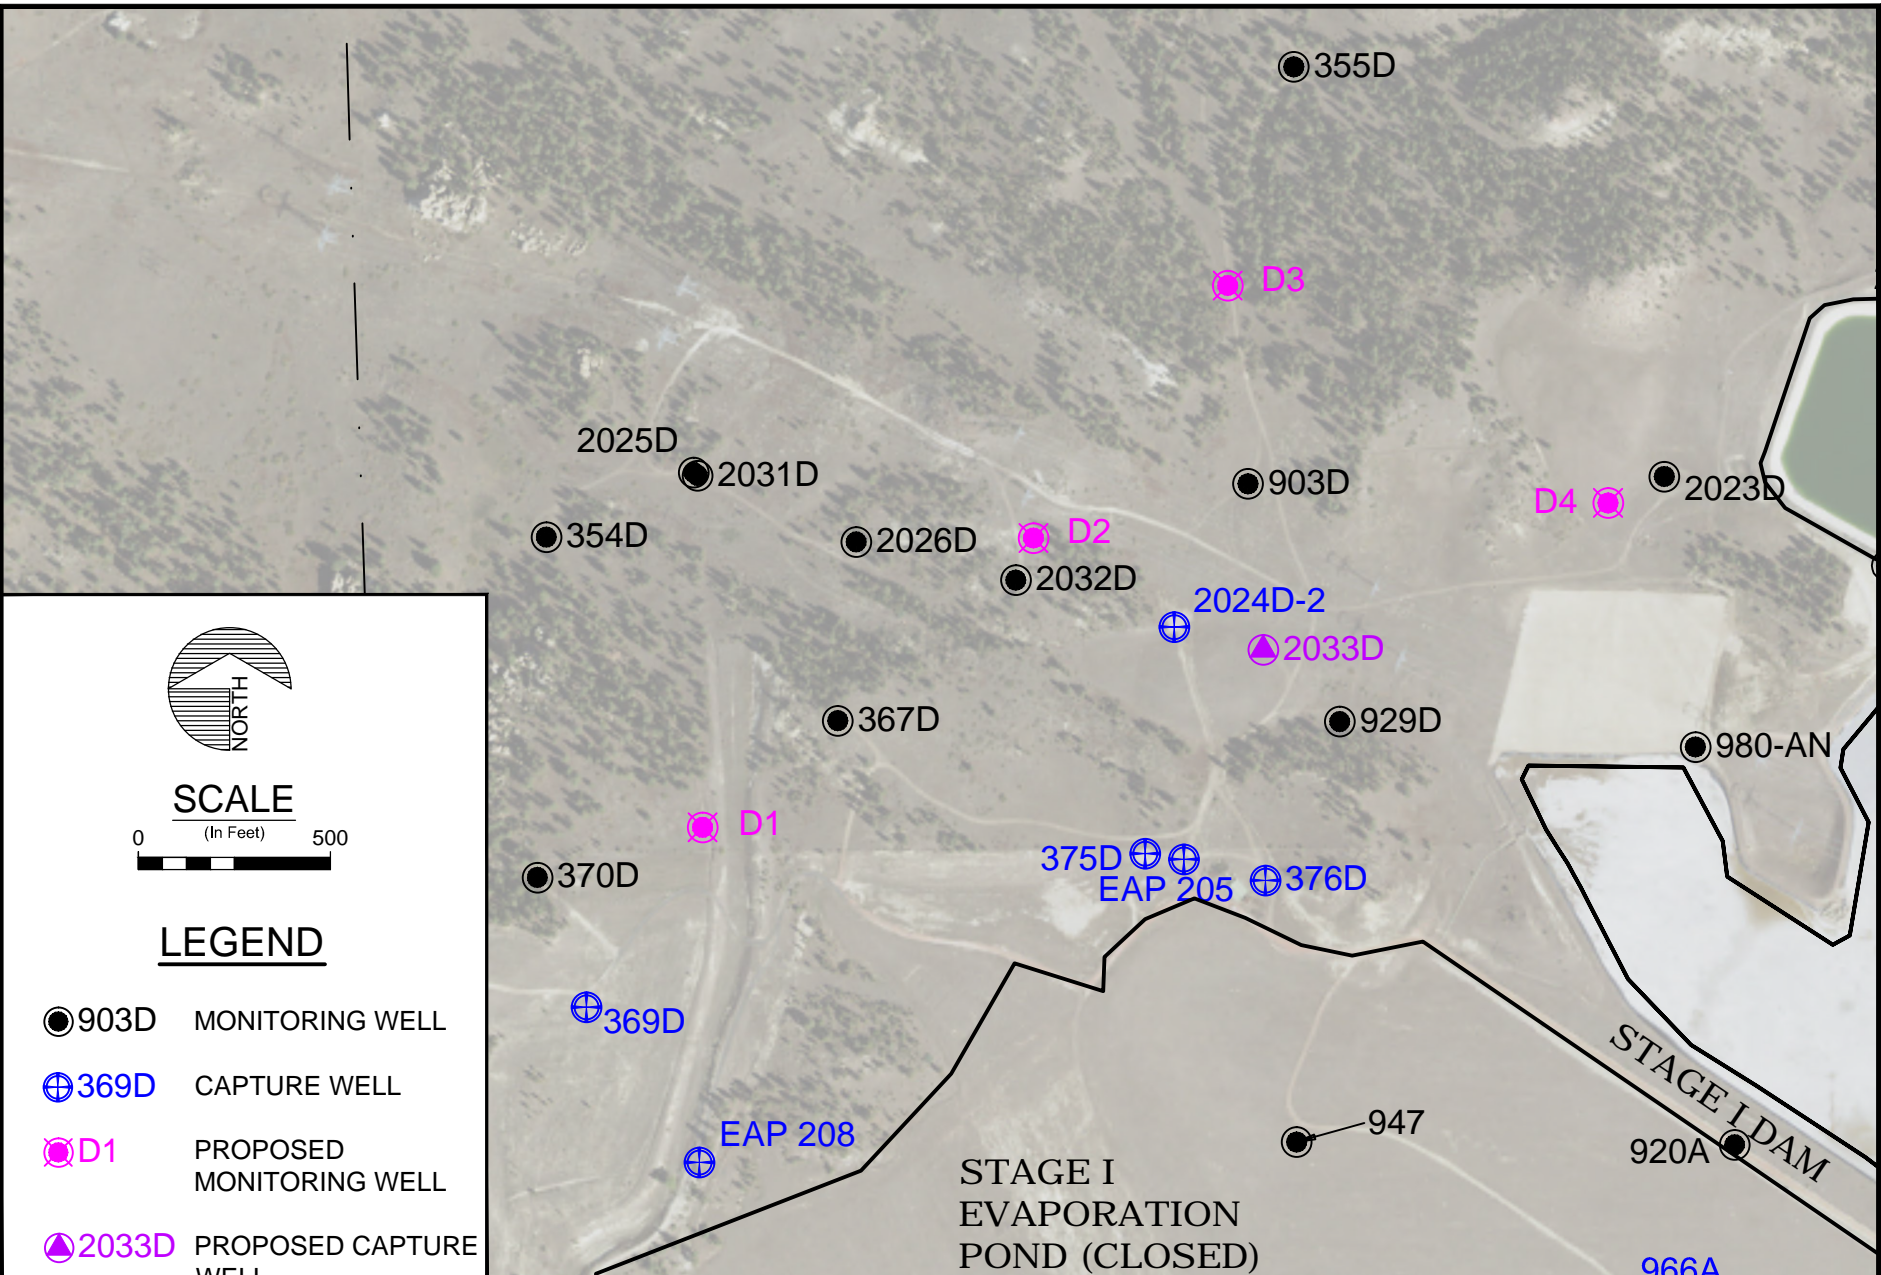 355D
D3
2025D
2031D
903D
D4
2023D
354D
2026D
D2
2032D
2024D-2
2033D
367D
929D
980-AN
D1
375D
EAP 205
376D
370D
369D
EAP 208
947
920A
STAGE I DAM
STAGE I
EVAPORATION
POND (CLOSED)
966A
NORTH
SCALE
(In Feet)
0 500
LEGEND
903D MONITORING WELL
369D CAPTURE WELL
D1 PROPOSED
MONITORING WELL
2033D PROPOSED CAPTURE
WELL